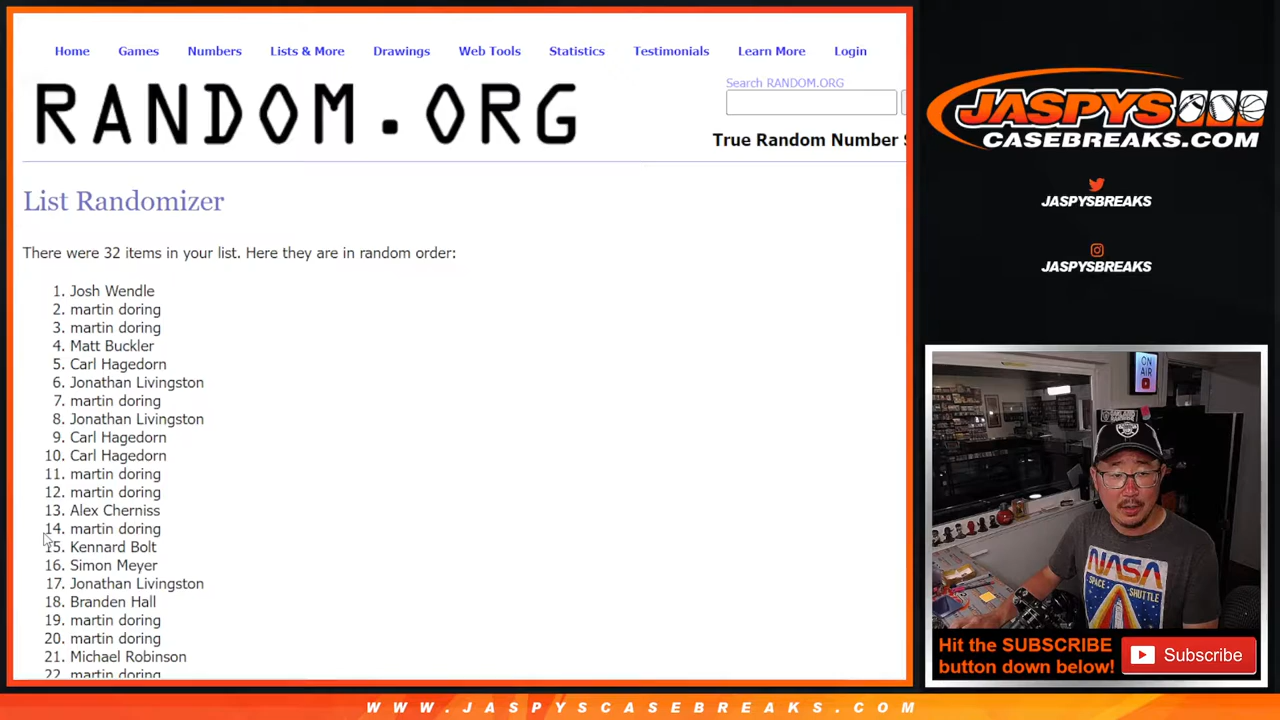 Home Games Numbers Lists & More Drawings Web Tools Statistics Testimonials Learn More Login
Search RANDOM.ORG
RANDOM.ORG
True Random Number S
List Randomizer
There were 32 items in your list. Here they are in random order:
1. Josh Wendle
2. martin doring
3. martin doring
4. Matt Buckler
5. Carl Hagedorn
6. Jonathan Livingston
7. martin doring
8. Jonathan Livingston
9. Carl Hagedorn
10. Carl Hagedorn
11. martin doring
12. martin doring
13. Alex Cherniss
14. martin doring
15. Kennard Bolt
16. Simon Meyer
17. Jonathan Livingston
18. Branden Hall
19. martin doring
20. martin doring
21. Michael Robinson
22. martin doring
JASPYS
CASEBREAKS.COM
JASPYSBREAKS
JASPYSBREAKS
ON
AIR
NASA
SPACE SHUTTLE
Hit the SUBSCRIBE
button down below!
Subscribe
WWW.JASPYSCASEBREAKS.COM